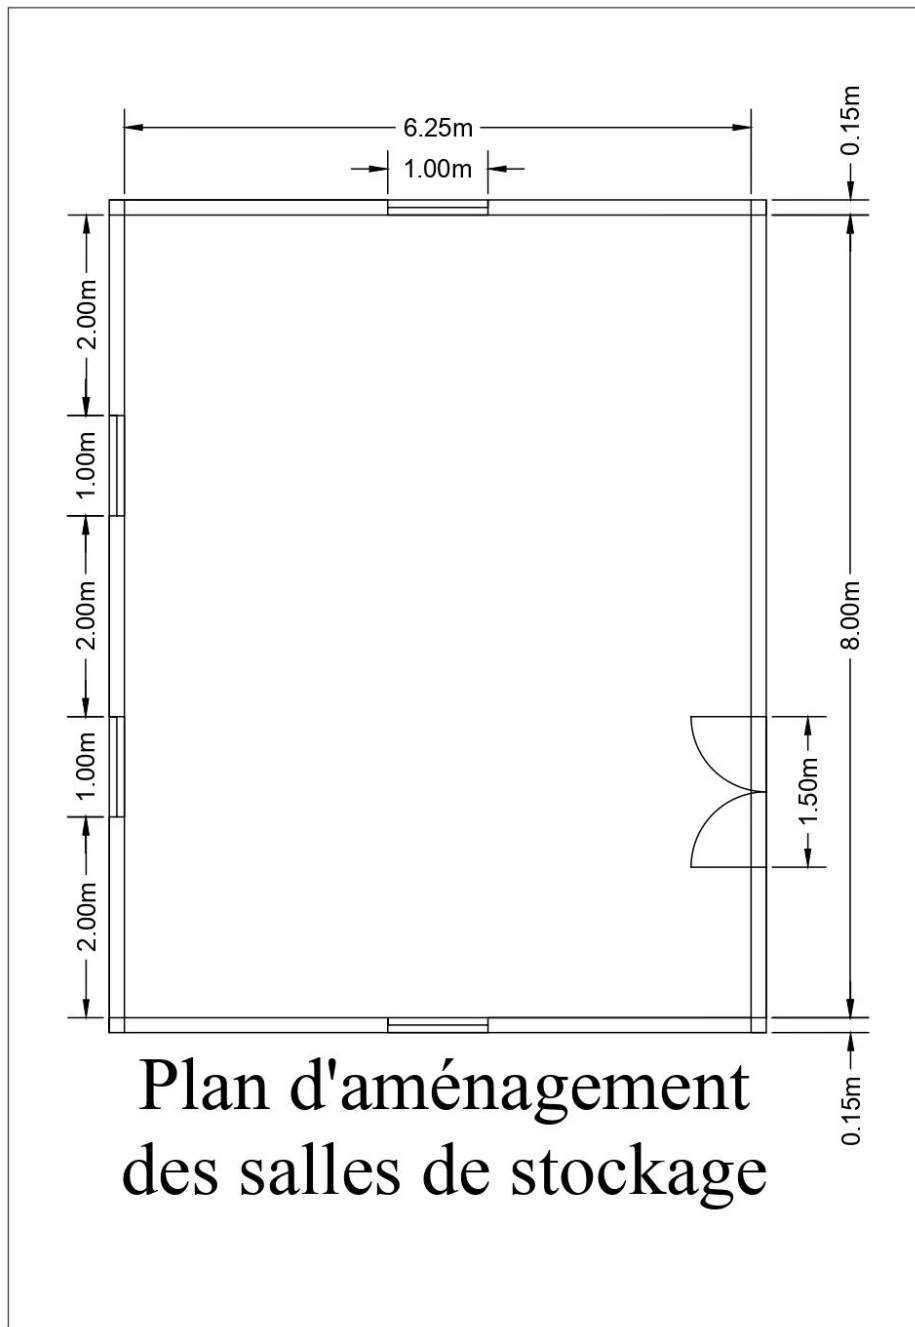 6.25m
0.15m
1.00m
2.00m
1.00m
2.00m
8.00m
1.00m
1.50m
2.00m
0.15m
Plan d'aménagement
des salles de stockage